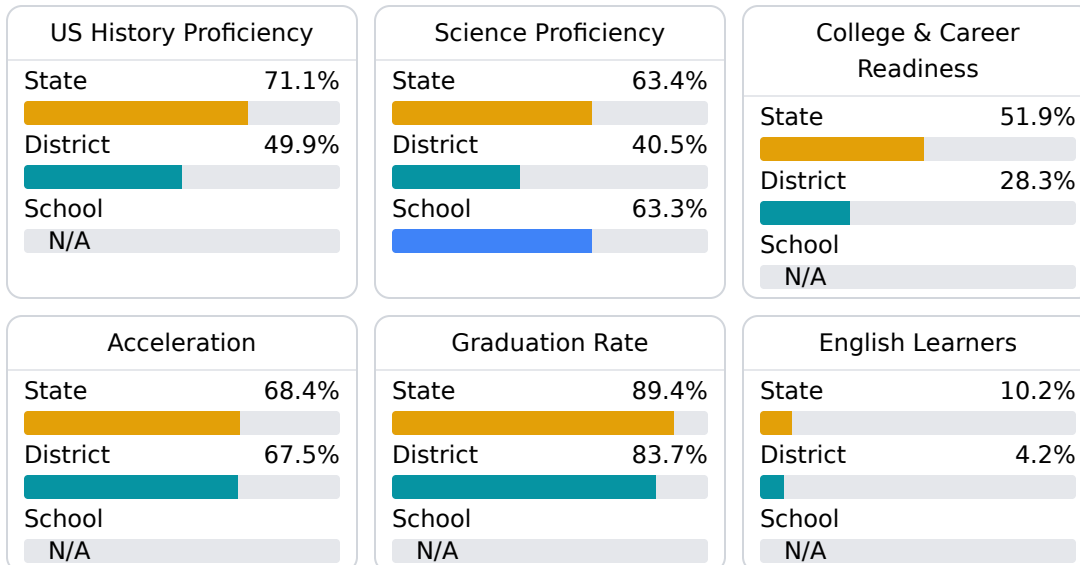 US History Proficiency
State 71.1%
District 49.9%
School
N/A
Science Proficiency
State 63.4%
District 40.5%
School 63.3%
College & Career
Readiness
State 51.9%
District 28.3%
School
N/A
Acceleration
State 68.4%
District 67.5%
School
N/A
Graduation Rate
State 89.4%
District 83.7%
School
N/A
English Learners
State 10.2%
District 4.2%
School
N/A